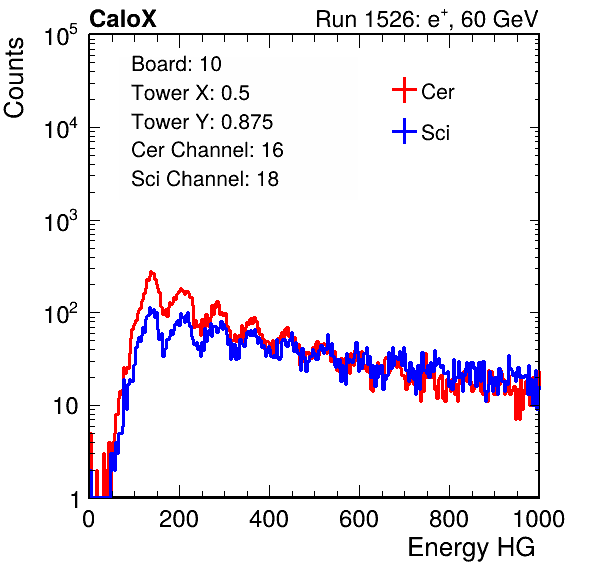 CaloX Run 1526: e⁺, 60 GeV
Counts
Board: 10
Tower X: 0.5
Tower Y: 0.875
Cer Channel: 16
Sci Channel: 18
Cer
Sci
10⁵
10⁴
10³
10²
10
1
0 200 400 600 800 1000
Energy HG